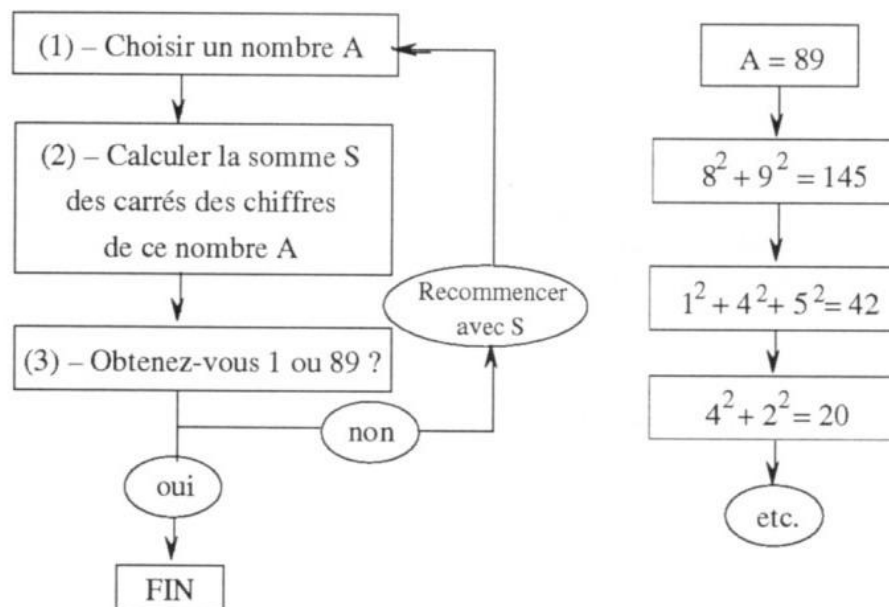 (1) – Choisir un nombre A
(2) – Calculer la somme S
des carrés des chiffres
de ce nombre A
Recommencer
avec S
(3) – Obtenez-vous 1 ou 89 ?
non
oui
FIN
A = 89
8² + 9² = 145
1² + 4² + 5² = 42
4² + 2² = 20
etc.